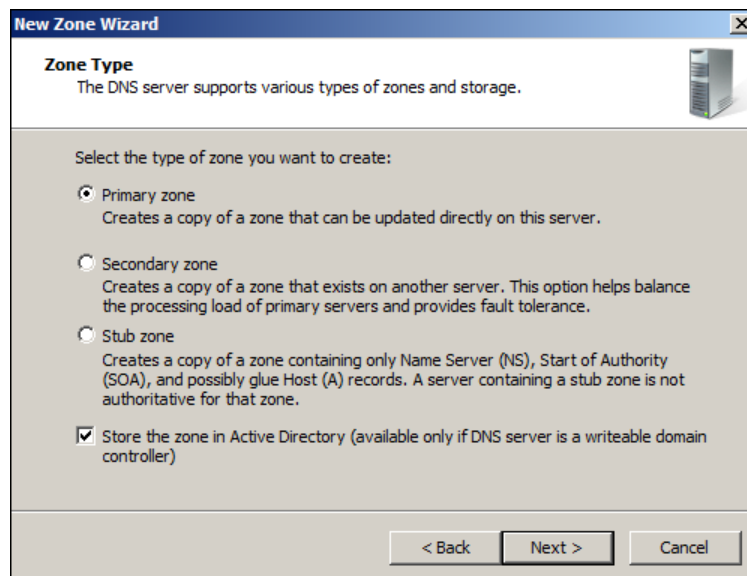 New Zone Wizard
Zone Type
The DNS server supports various types of zones and storage.
Select the type of zone you want to create:
Primary zone
Creates a copy of a zone that can be updated directly on this server.
Secondary zone
Creates a copy of a zone that exists on another server. This option helps balance
the processing load of primary servers and provides fault tolerance.
Stub zone
Creates a copy of a zone containing only Name Server (NS), Start of Authority
(SOA), and possibly glue Host (A) records. A server containing a stub zone is not
authoritative for that zone.
Store the zone in Active Directory (available only if DNS server is a writeable domain
controller)
< Back Next > Cancel